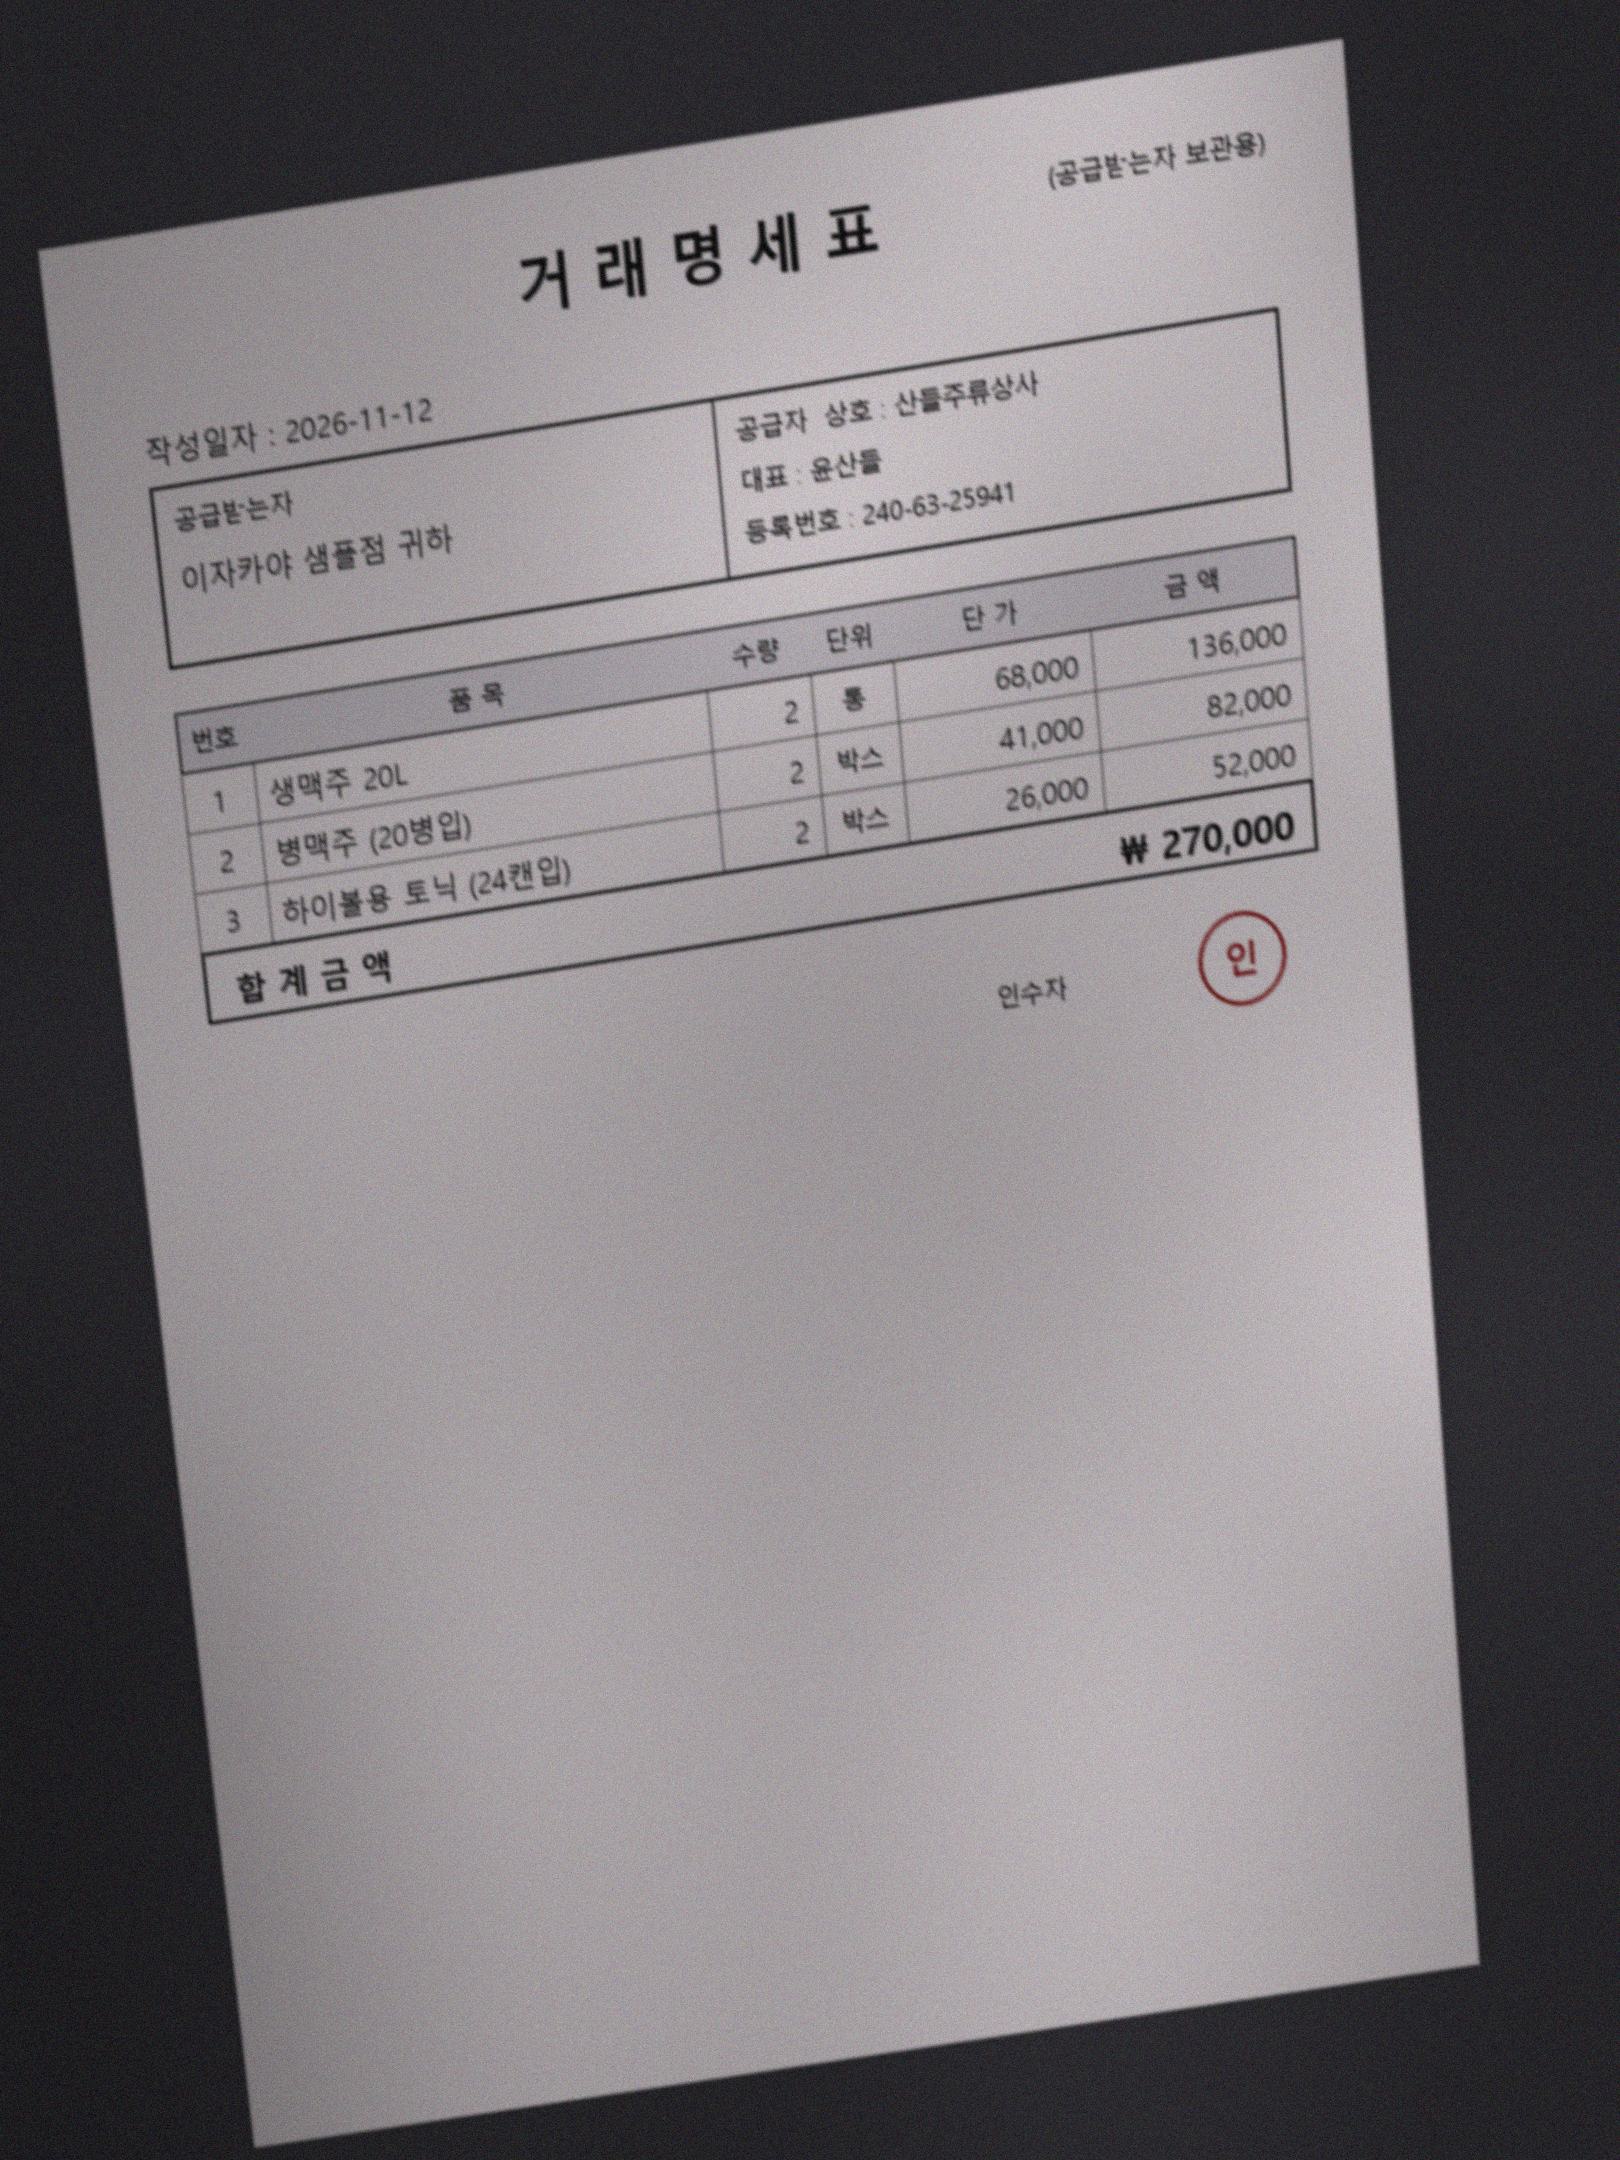 (공급받는자 보관용)
거 래 명 세 표
작성일자 : 2026-11-12
공급받는자
이자카야 샘플점 귀하
공급자 상호 : 산들주류상사
대표 : 윤산들
등록번호 : 240-63-25941
번호 품 목 수량 단위 단 가 금 액
1 생맥주 20L 2 통 68,000 136,000
2 병맥주 (20병입) 2 박스 41,000 82,000
3 하이볼용 토닉 (24캔입) 2 박스 26,000 52,000
합 계 금 액 ₩ 270,000
인수자 인